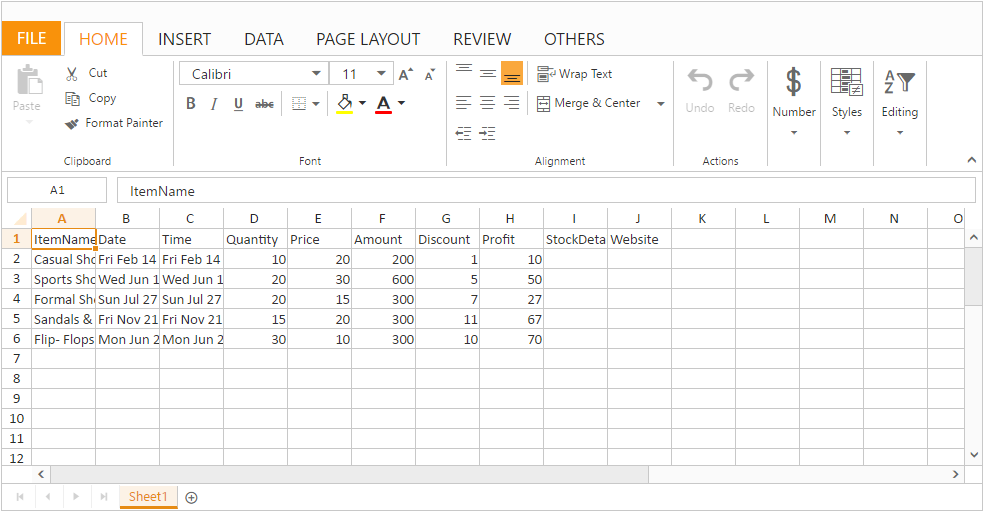 FILE HOME INSERT DATA PAGE LAYOUT REVIEW OTHERS
Paste Cut Copy Format Painter
Clipboard
Calibri 11 A A
B I U abc A
Font
Wrap Text
Merge & Center
Alignment
Undo Redo
Actions
$ Number
Styles
A Z Editing
A1 ItemName
A B C D E F G H I J K L M N O
1 ItemName Date Time Quantity Price Amount Discount Profit StockDeta Website
2 Casual Sho Fri Feb 14 Fri Feb 14 10 20 200 1 10
3 Sports Sho Wed Jun 1 Wed Jun 1 20 30 600 5 50
4 Formal Sho Sun Jul 27 Sun Jul 27 20 15 300 7 27
5 Sandals & Fri Nov 21 Fri Nov 21 15 20 300 11 67
6 Flip- Flops Mon Jun 2 Mon Jun 2 30 10 300 10 70
7
8
9
10
11
12
Sheet1